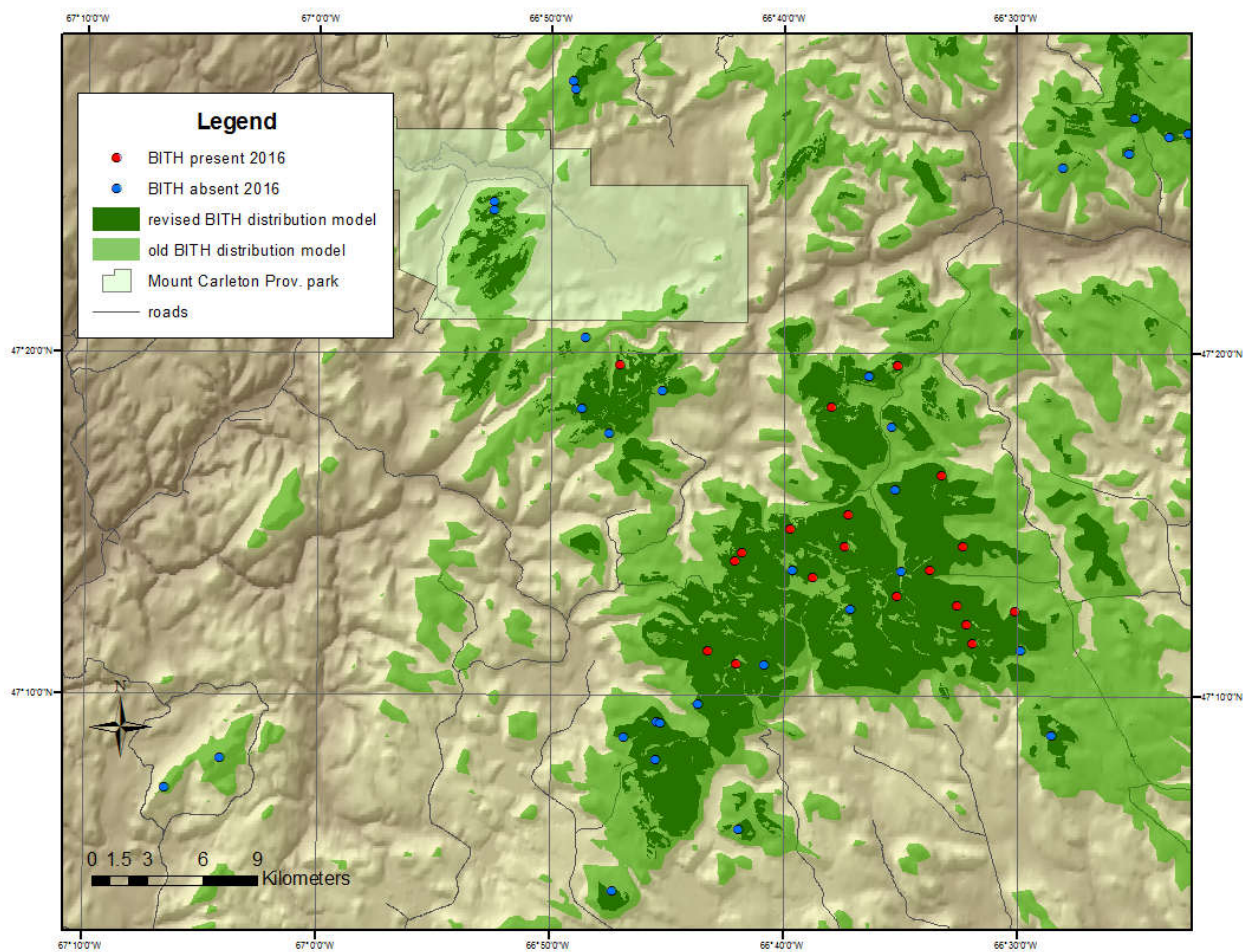 67°10'0"W 67°0'0"W 66°50'0"W 66°40'0"W 66°30'0"W
Legend
BITH present 2016
BITH absent 2016
revised BITH distribution model
old BITH distribution model
Mount Carleton Prov. park
roads
47°20'0"N 47°20'0"N
47°10'0"N 47°10'0"N
N
0 1.5 3 6 9
Kilometers
67°10'0"W 67°0'0"W 66°50'0"W 66°40'0"W 66°30'0"W